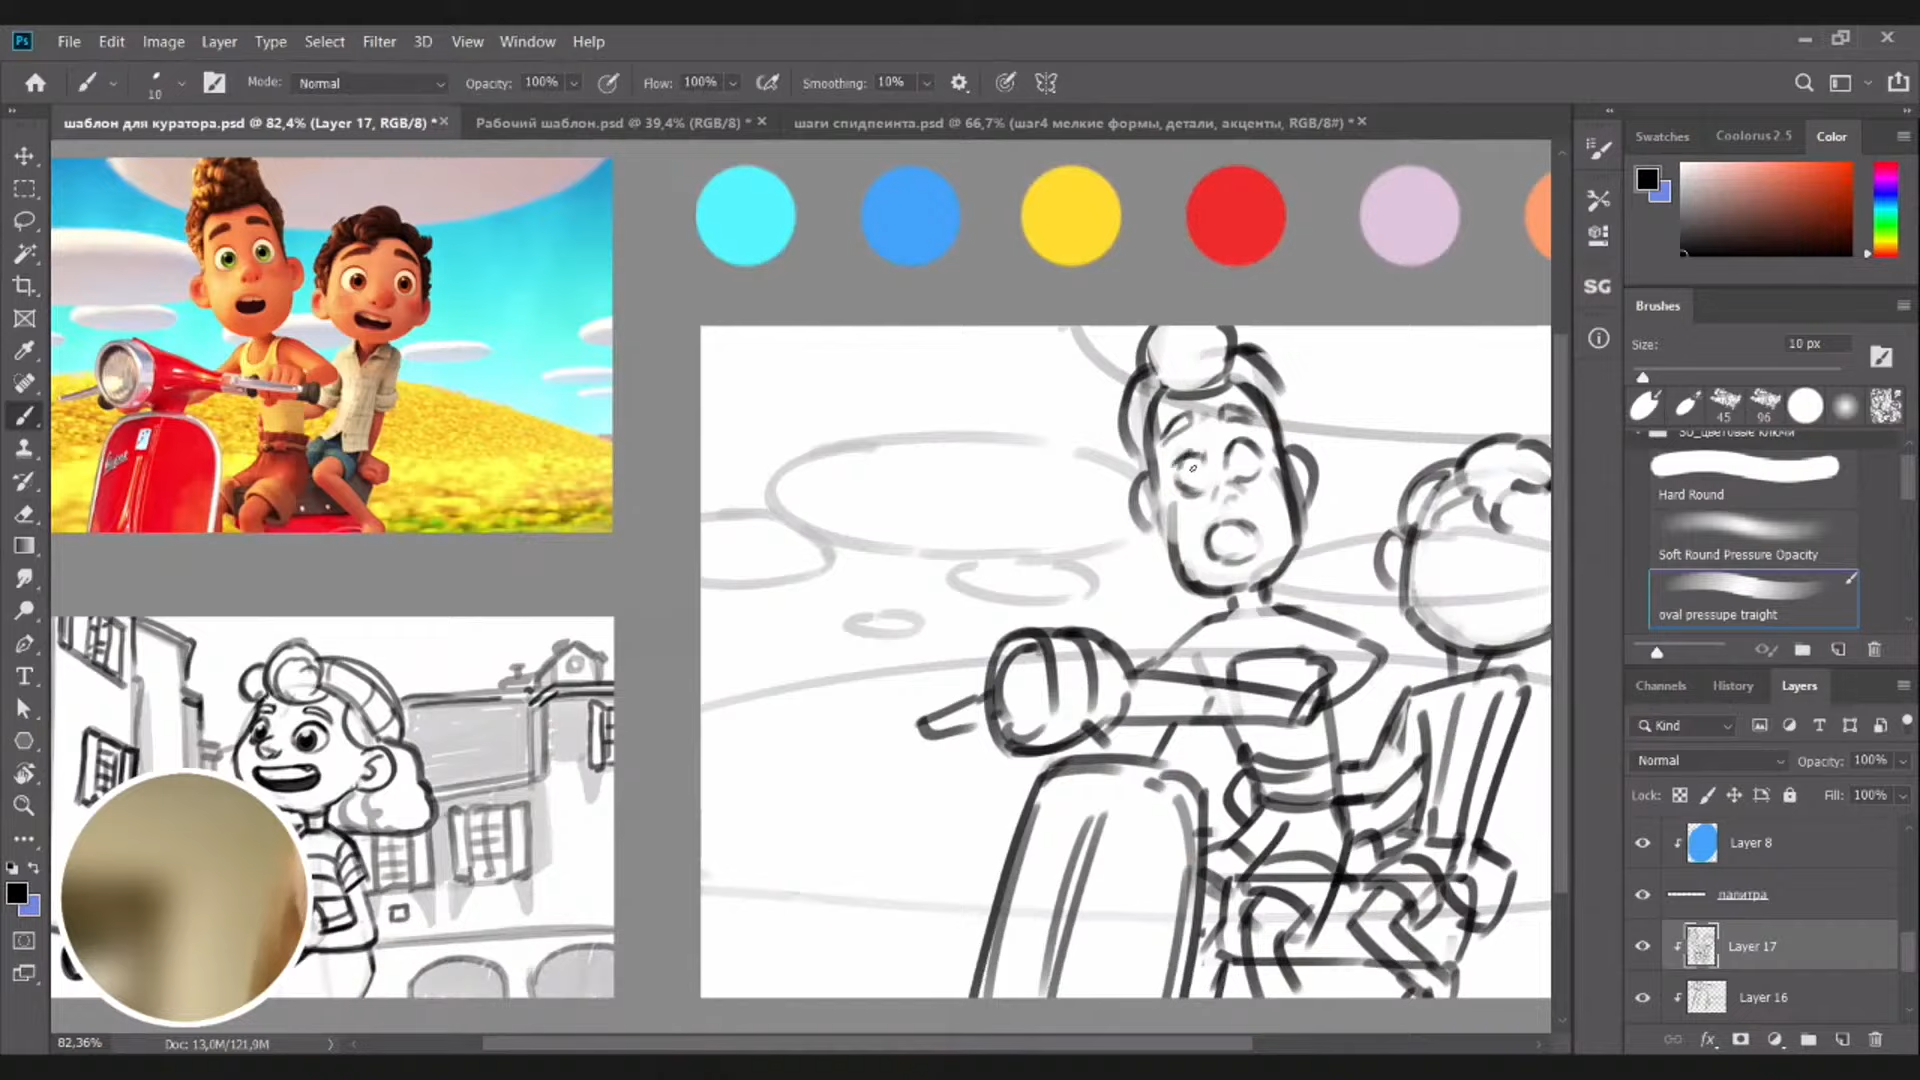 Ps File Edit Image Layer Type Select Filter 3D View Window Help
10 Mode: Normal Opacity: 100% Flow: 100% Smoothing: 10%
шаблон для куратора.psd @ 82,4% (Layer 17, RGB/8) * Рабочий шаблон.psd @ 39,4% (RGB/8) * шаги спидпеинта.psd @ 66,7% (шаг4 мелкие формы, детали, акценты, RGB/8#) *
Swatches Coolorus 2.5 Color
SG
Brushes
Size: 10 px
45 96
3D_цветовые ключи
Hard Round
Soft Round Pressure Opacity
oval pressupe traight
Channels History Layers
Kind
Normal Opacity: 100%
Lock: Fill: 100%
Layer 8
палитра
Layer 17
Layer 16
82,36% Doc: 13,0M/121,9M